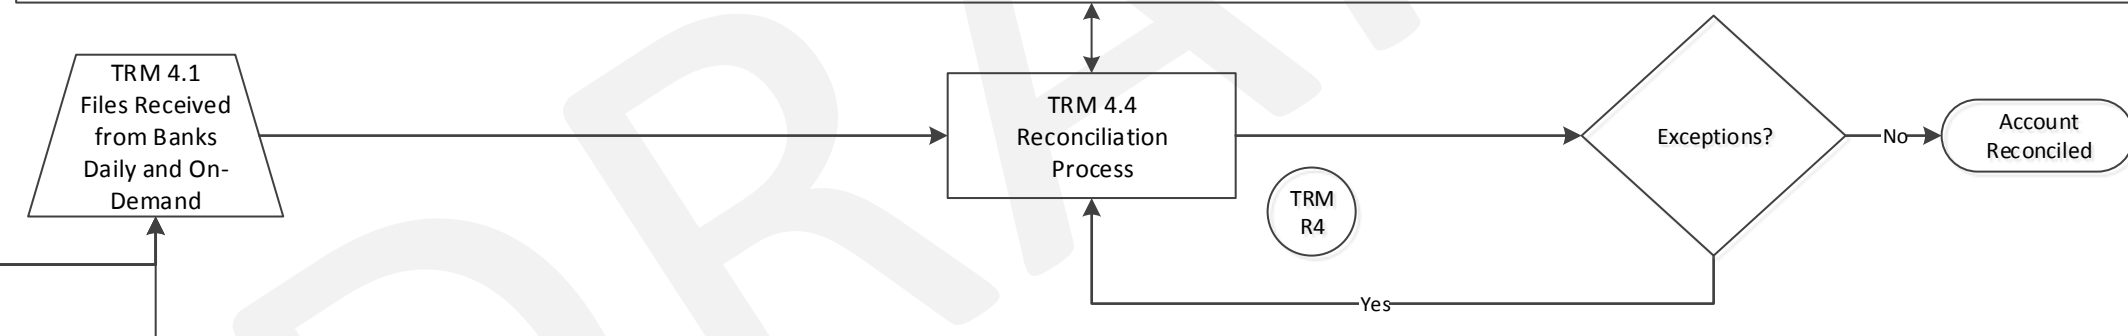 TRM 4.1
Files Received
from Banks
Daily and On-
Demand
TRM 4.4
Reconciliation
Process
TRM
R4
Exceptions?
No
Account
Reconciled
Yes
DRA